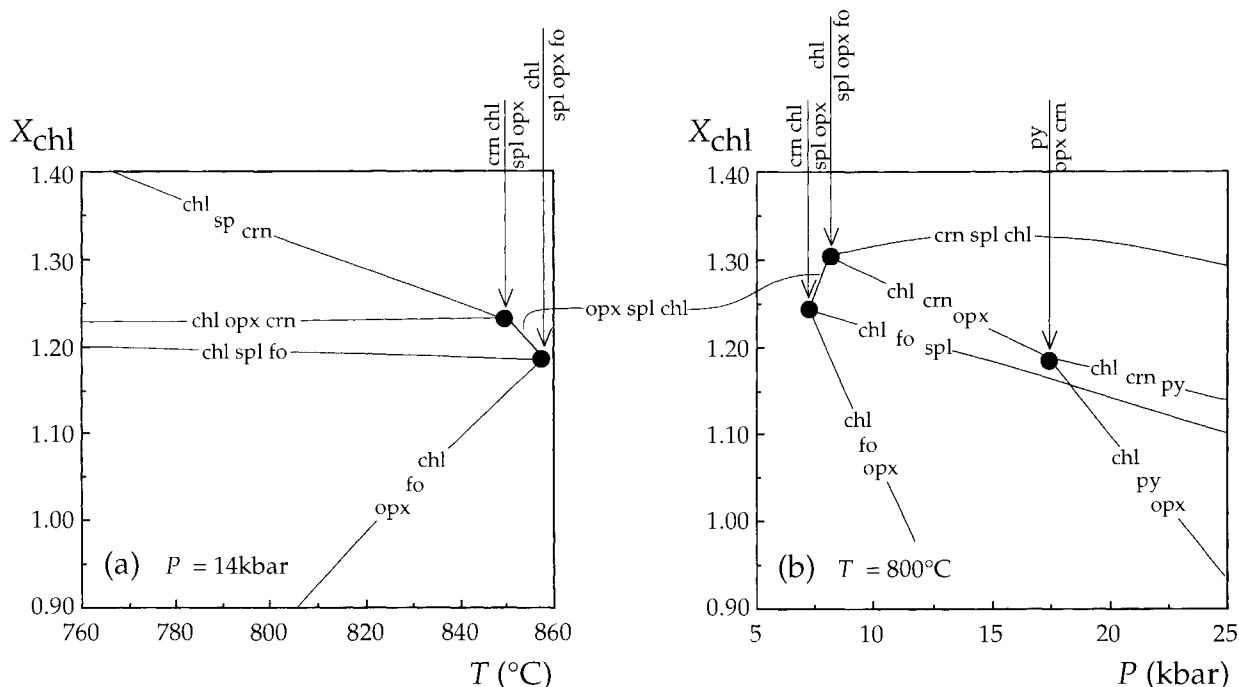 X_chl
1.40
1.30
1.20
1.10
1.00
0.90
760
780
800
820
840
860
T (°C)
crn chl
spl opx
chl
spl opx fo
chl sp crn
chl opx crn
chl spl fo
opx fo chl
(a) P = 14kbar
opx spl chl
X_chl
1.40
1.30
1.20
1.10
1.00
0.90
5
10
15
20
25
P (kbar)
crn chl
spl opx
chl
spl opx fo
py
opx crn
crn spl chl
chl crn opx
chl fo spl
chl crn py
chl fo opx
chl py opx
(b) T = 800°C